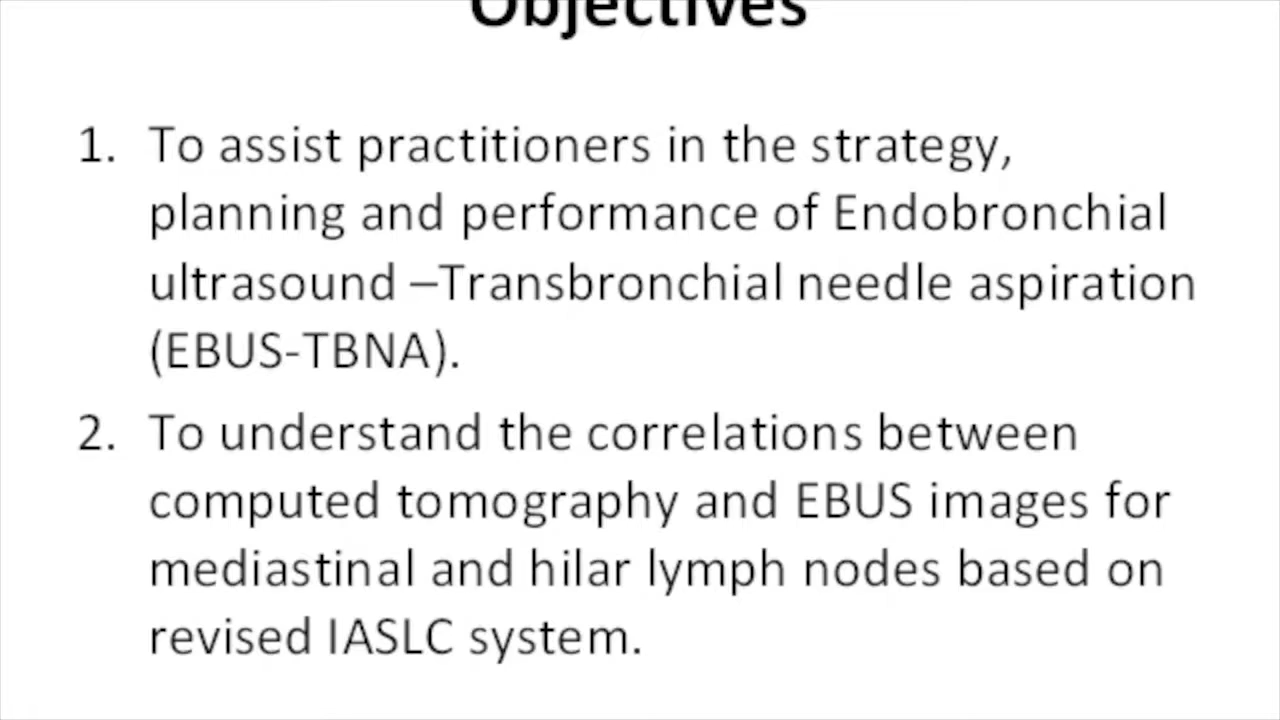 Objectives
1. To assist practitioners in the strategy,
planning and performance of Endobronchial
ultrasound –Transbronchial needle aspiration
(EBUS-TBNA).
2. To understand the correlations between
computed tomography and EBUS images for
mediastinal and hilar lymph nodes based on
revised IASLC system.